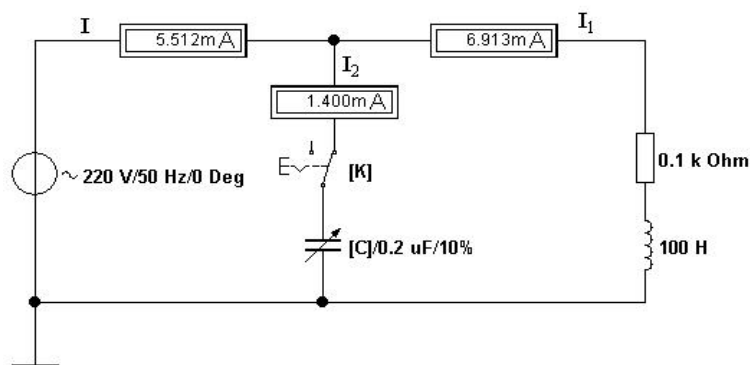 I
5.512mA
6.913mA
I1
I2
1.400mA
E
[K]
220 V/50 Hz/0 Deg
0.1 k Ohm
[C]/0.2 uF/10%
100 H